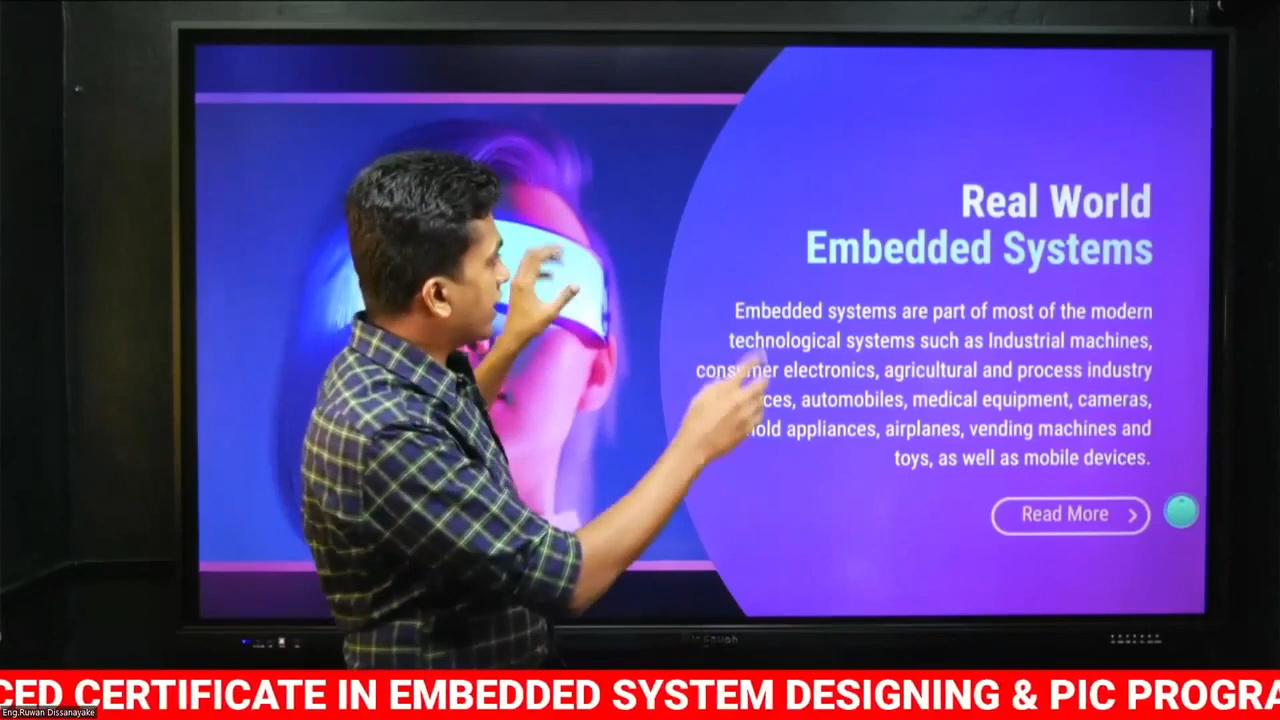 Real World
Embedded Systems
Embedded systems are part of most of the modern
technological systems such as Industrial machines,
consumer electronics, agricultural and process industry
automobiles, medical equipment, cameras,
appliances, airplanes, vending machines and
toys, as well as mobile devices.
Read More
CED CERTIFICATE IN EMBEDDED SYSTEM DESIGNING & PIC PROGRA
Eng.Ruwan Dissanayake